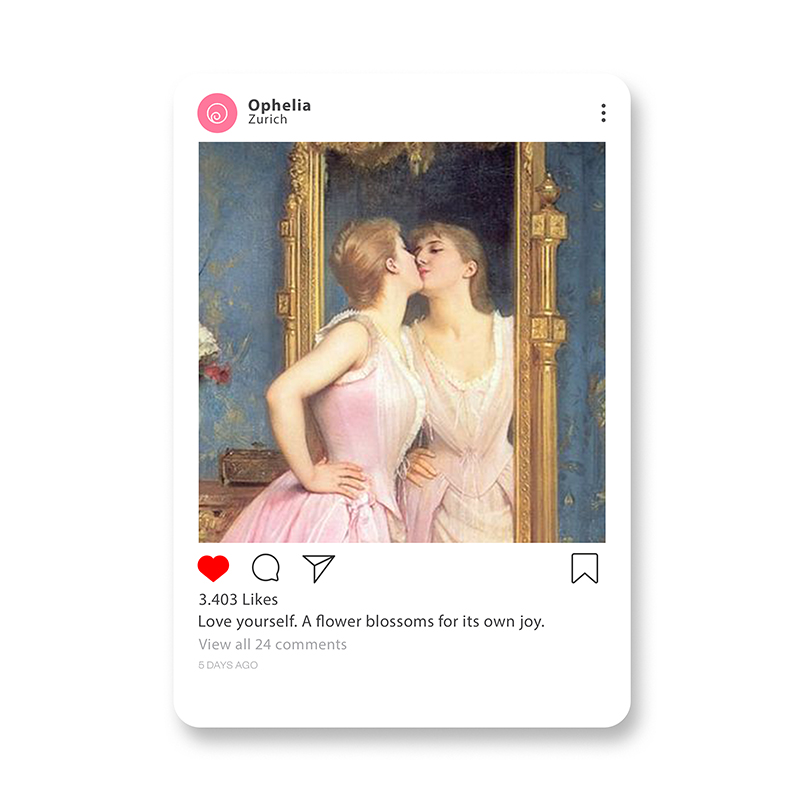 Ophelia
Zurich
3.403 Likes
Love yourself. A flower blossoms for its own joy.
View all 24 comments
5 DAYS AGO